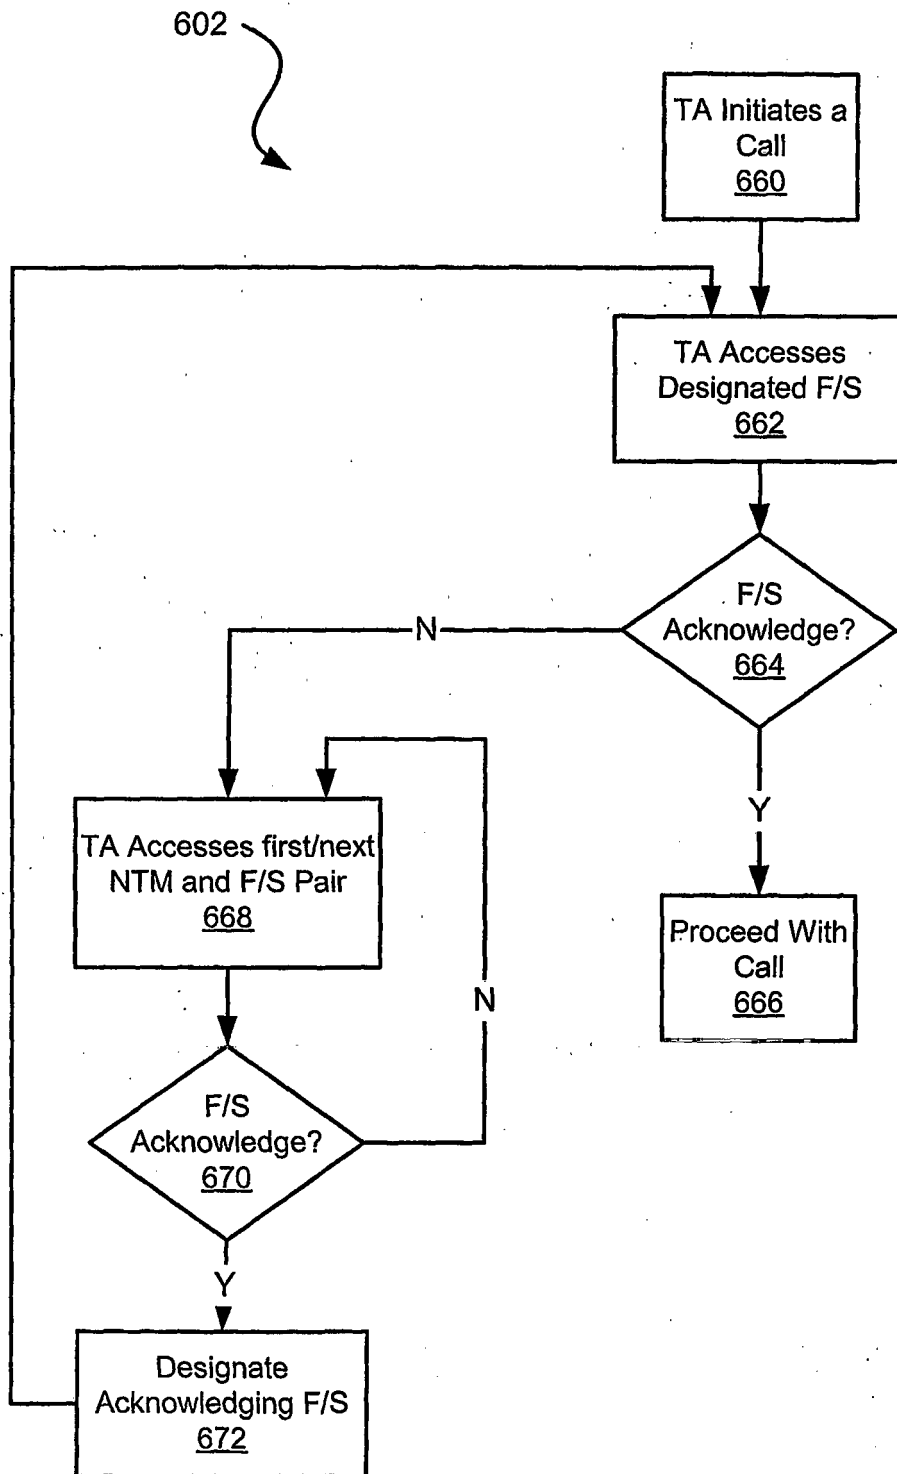 602
TA Initiates a
Call
660
TA Accesses
Designated F/S
662
F/S
Acknowledge?
664
N
Y
Proceed With
Call
666
TA Accesses first/next
NTM and F/S Pair
668
N
F/S
Acknowledge?
670
Y
Designate
Acknowledging F/S
672